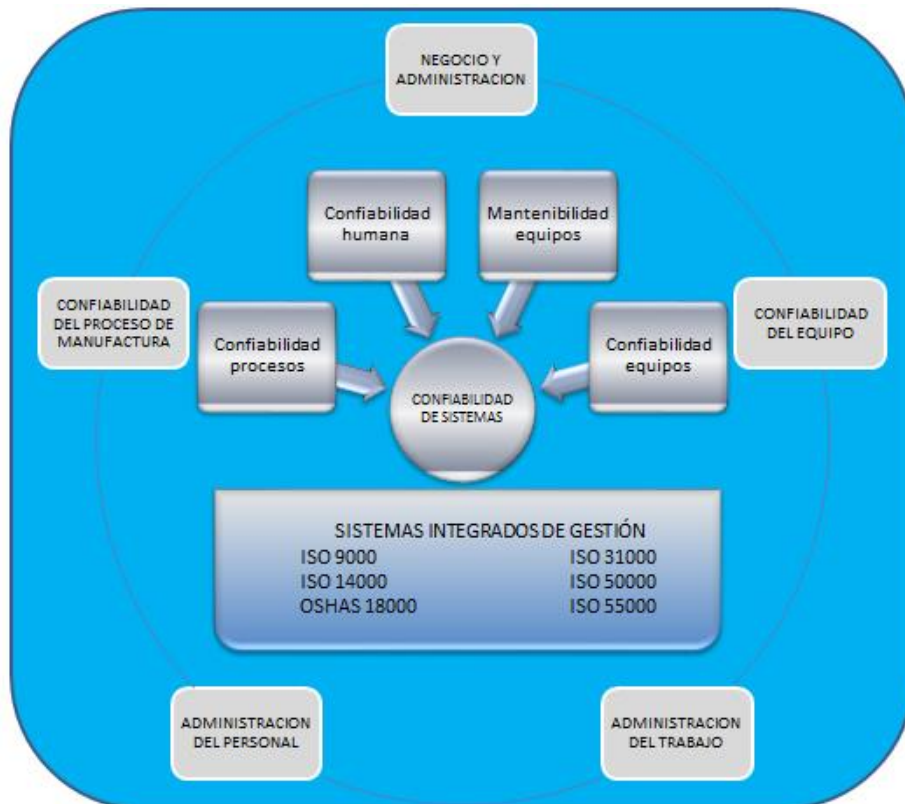 NEGOCIO Y
ADMINISTRACION
Confiabilidad
humana
Mantenibilidad
equipos
CONFIABILIDAD
DEL PROCESO DE
MANUFACTURA
Confiabilidad
procesos
CONFIABILIDAD
DE SISTEMAS
Confiabilidad
equipos
CONFIABILIDAD
DEL EQUIPO
SISTEMAS INTEGRADOS DE GESTIÓN
ISO 9000
ISO 14000
OSHAS 18000
ISO 31000
ISO 50000
ISO 55000
ADMINISTRACION
DEL PERSONAL
ADMINISTRACION
DEL TRABAJO